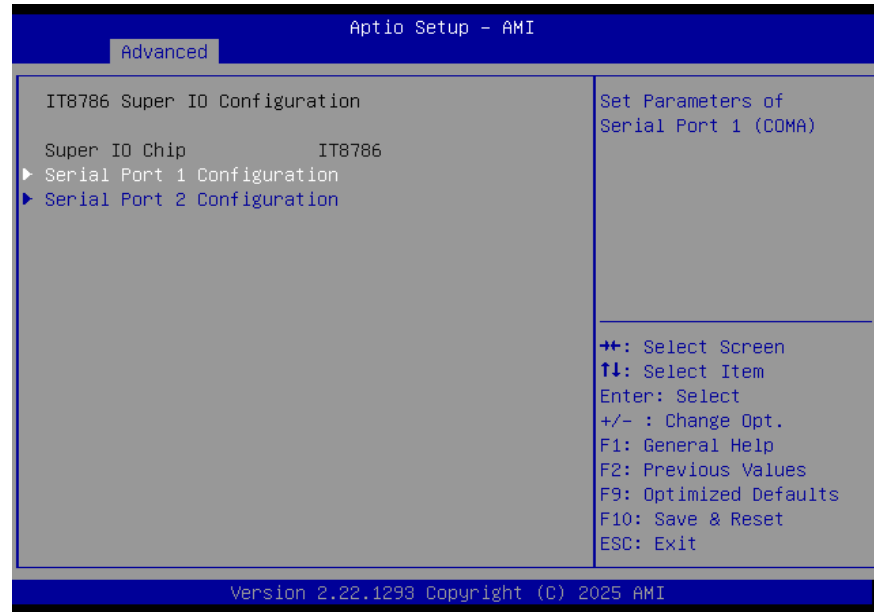 Aptio Setup – AMI
Advanced
IT8786 Super IO Configuration
Super IO Chip IT8786
▶ Serial Port 1 Configuration
▶ Serial Port 2 Configuration
Set Parameters of
Serial Port 1 (COMA)
→←: Select Screen
↑↓: Select Item
Enter: Select
+/- : Change Opt.
F1: General Help
F2: Previous Values
F9: Optimized Defaults
F10: Save & Reset
ESC: Exit
Version 2.22.1293 Copyright (C) 2025 AMI